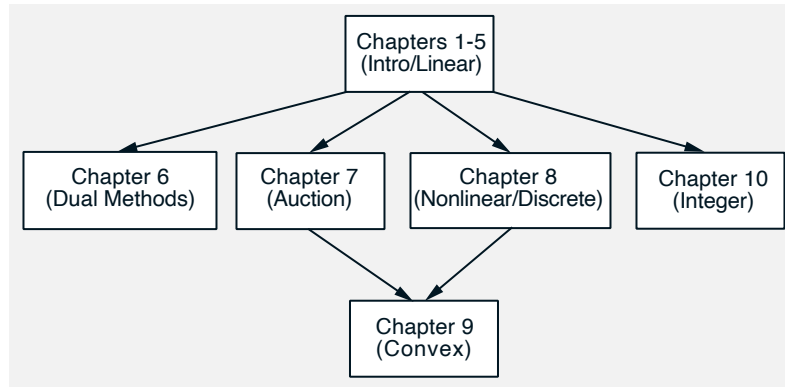 Chapters 1-5
(Intro/Linear)
Chapter 6
(Dual Methods)
Chapter 7
(Auction)
Chapter 8
(Nonlinear/Discrete)
Chapter 10
(Integer)
Chapter 9
(Convex)